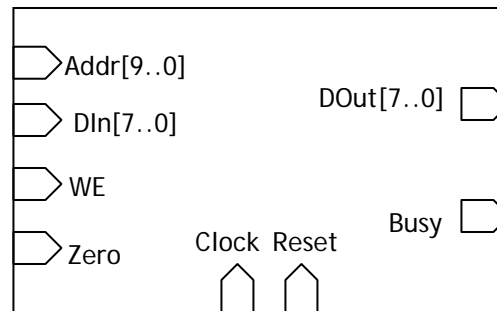 Addr[9..0]
DIn[7..0]
DOut[7..0]
WE
Busy
Zero
Clock Reset